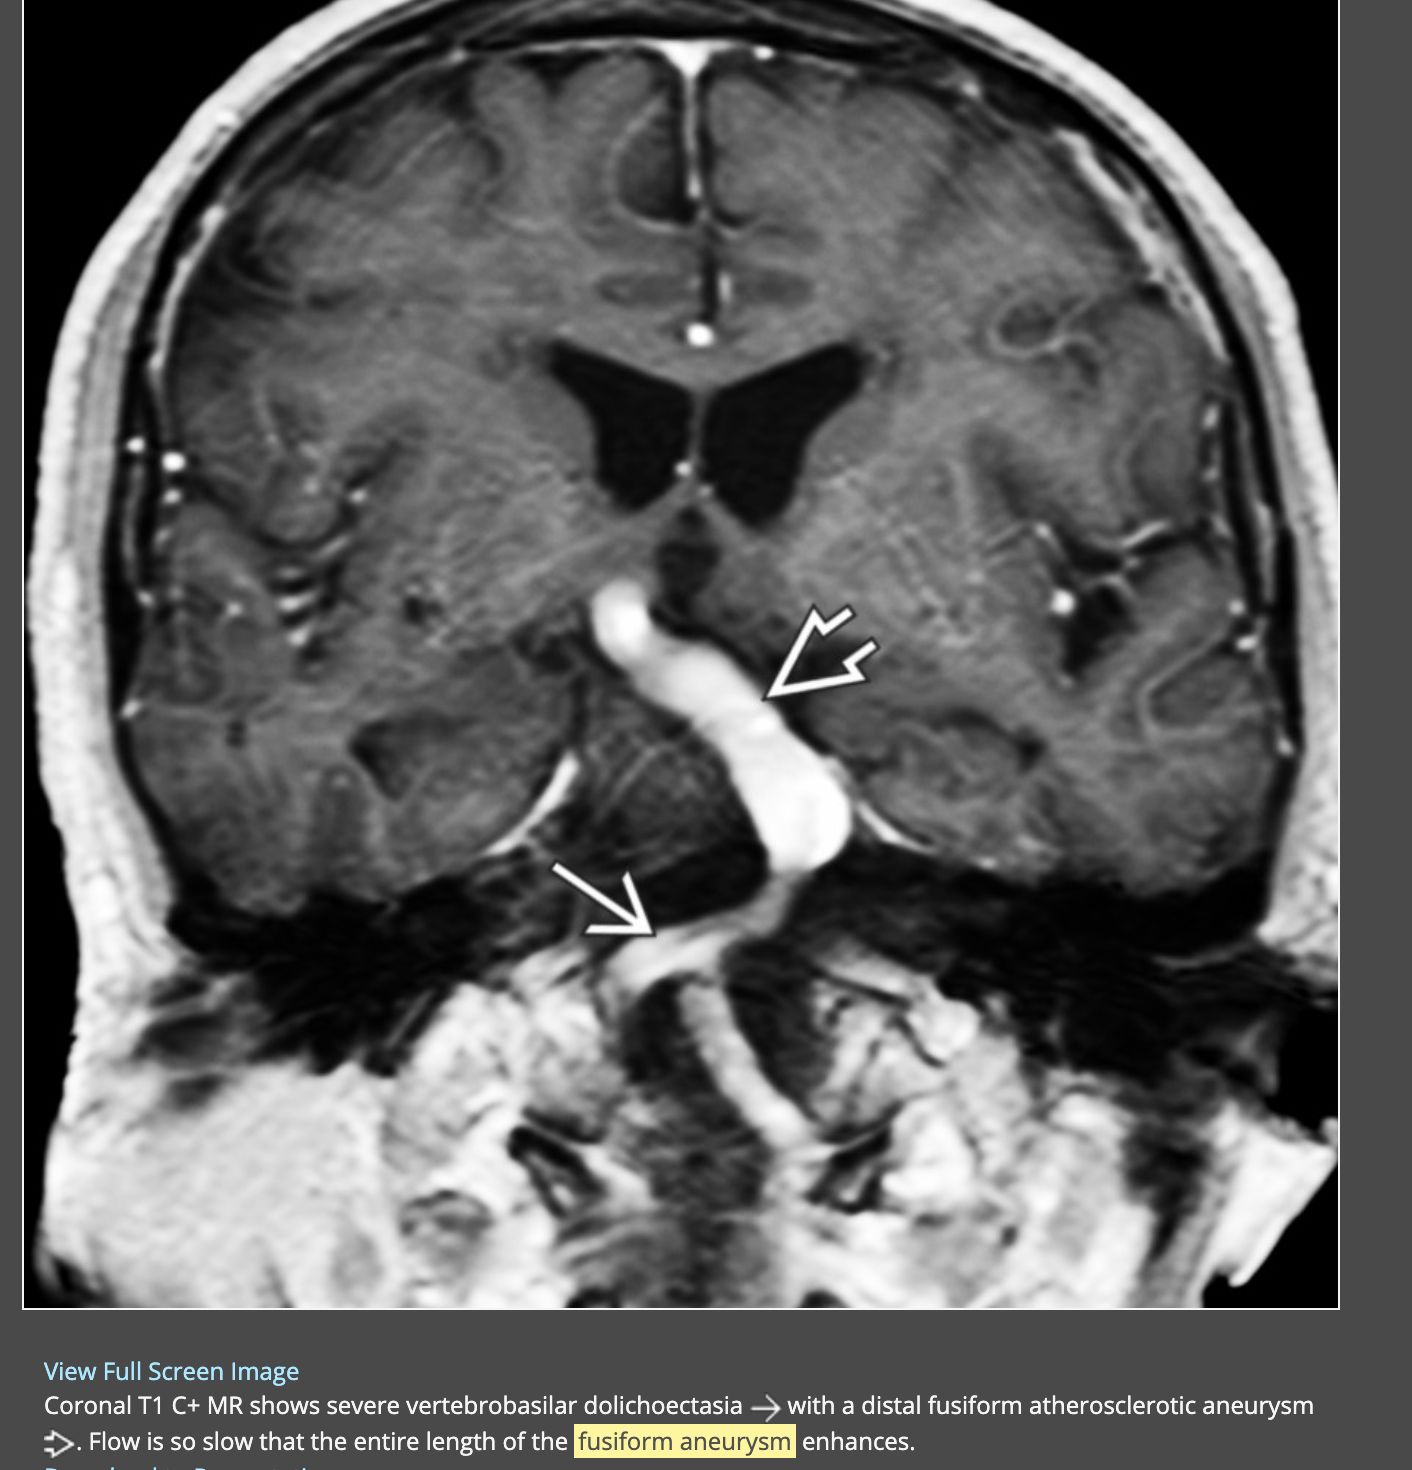 View Full Screen Image
Coronal T1 C+ MR shows severe vertebrobasilar dolichoectasia → with a distal fusiform atherosclerotic aneurysm
. Flow is so slow that the entire length of the fusiform aneurysm enhances.